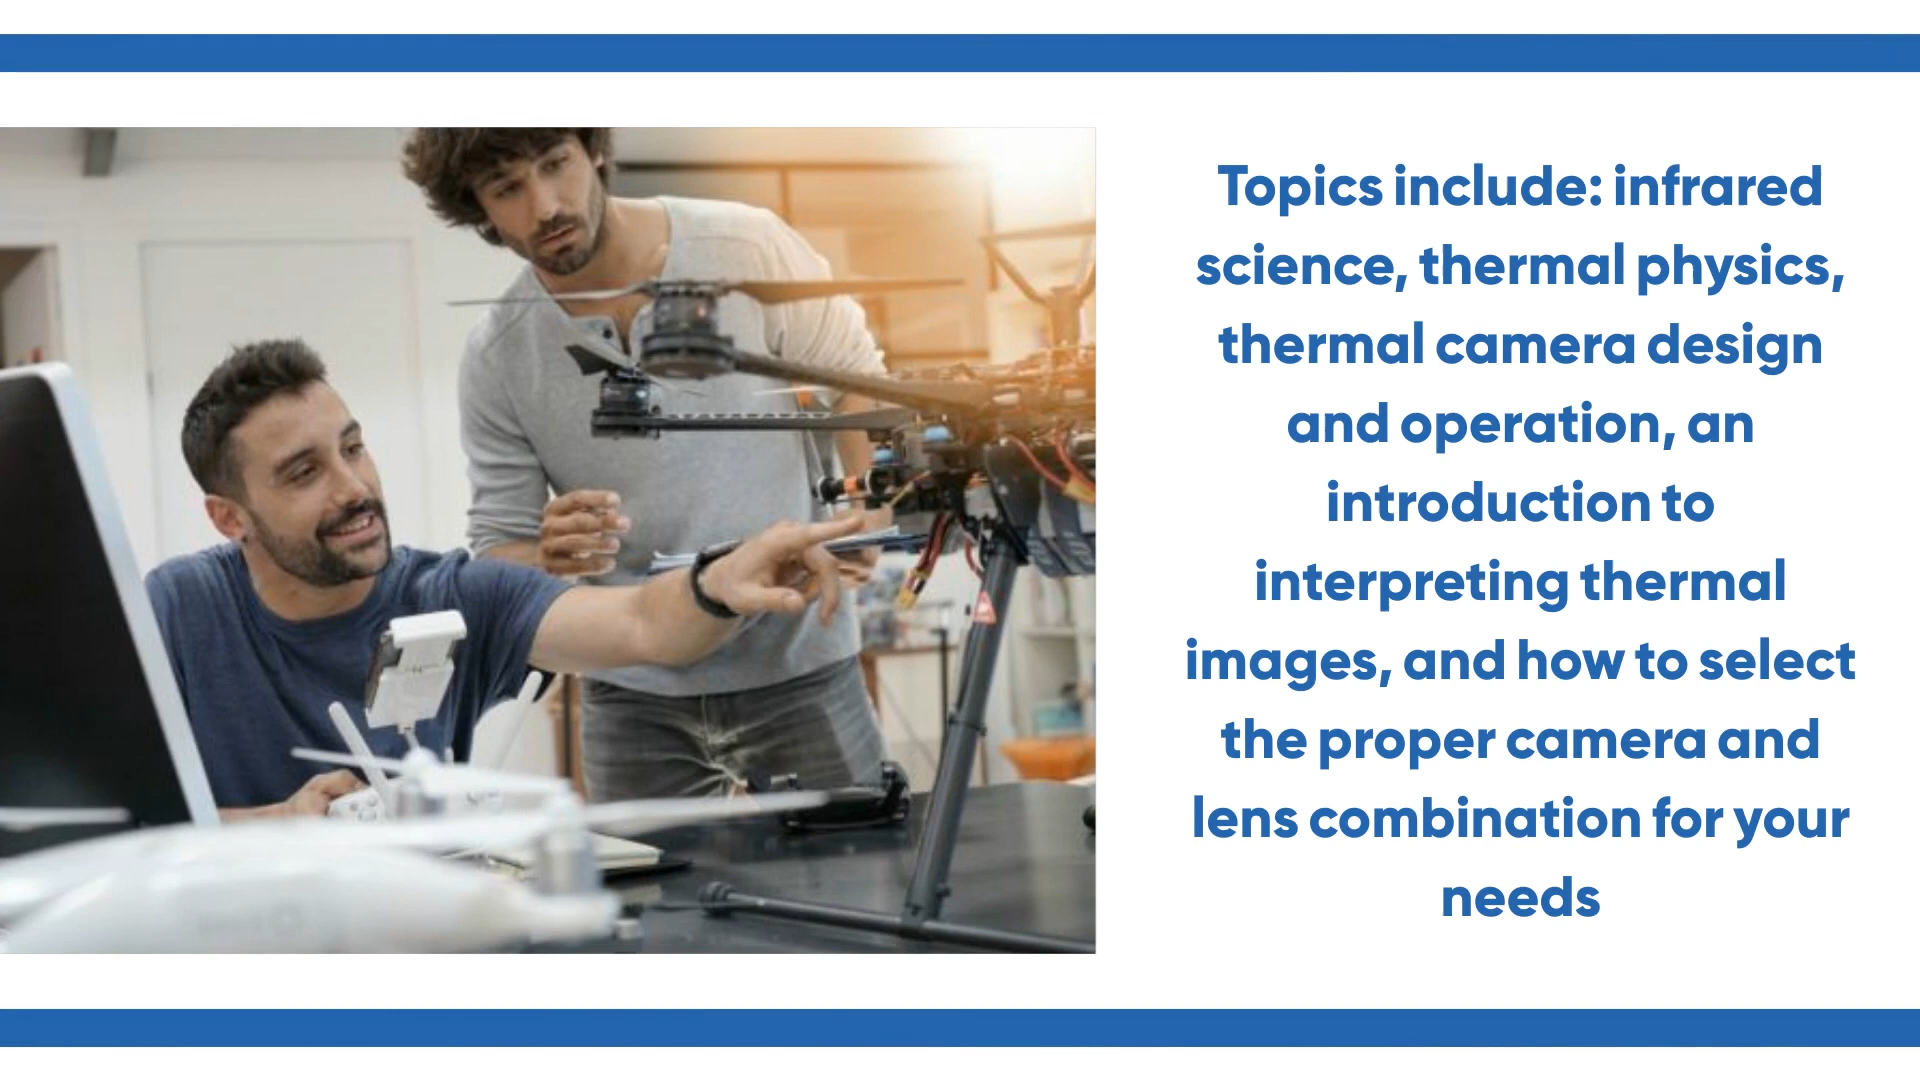 Topics include: infrared
science, thermal physics,
thermal camera design
and operation, an
introduction to
interpreting thermal
images, and how to select
the proper camera and
lens combination for your
needs